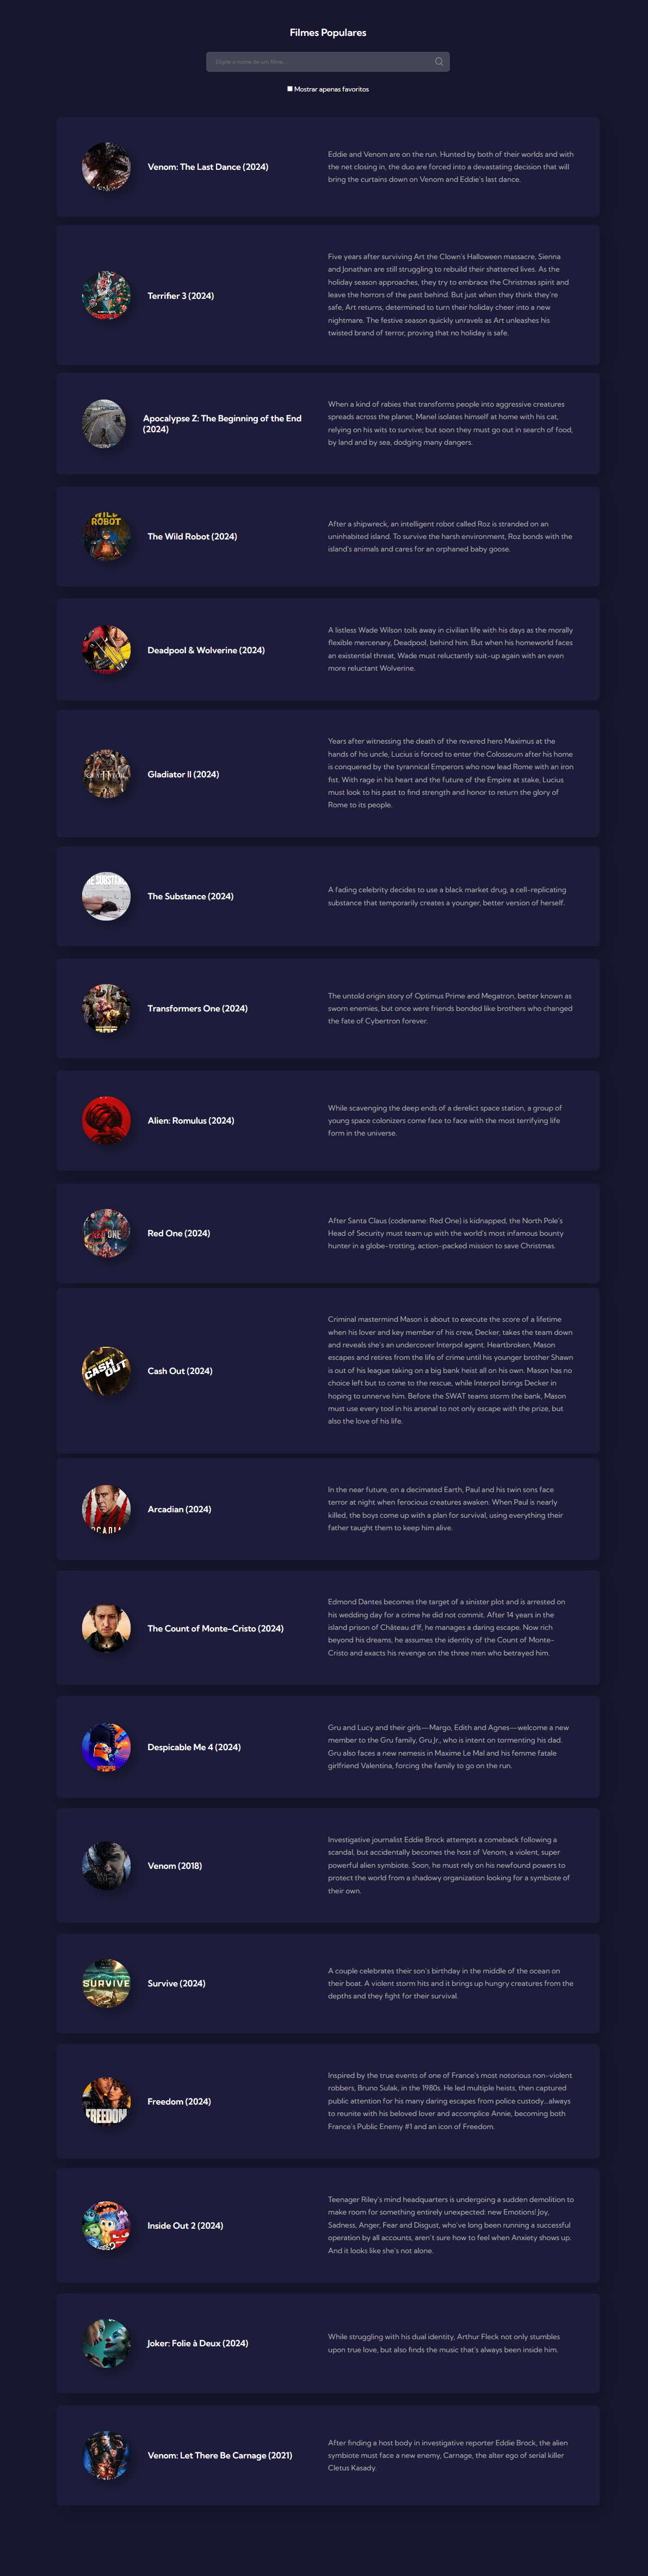 Filmes Populares
Digite o nome de um filme...
Mostrar apenas favoritos
Venom: The Last Dance (2024)
Eddie and Venom are on the run. Hunted by both of their worlds and with
the net closing in, the duo are forced into a devastating decision that will
bring the curtains down on Venom and Eddie's last dance.
Terrifier 3 (2024)
Five years after surviving Art the Clown's Halloween massacre, Sienna
and Jonathan are still struggling to rebuild their shattered lives. As the
holiday season approaches, they try to embrace the Christmas spirit and
leave the horrors of the past behind. But just when they think they're
safe, Art returns, determined to turn their holiday cheer into a new
nightmare. The festive season quickly unravels as Art unleashes his
twisted brand of terror, proving that no holiday is safe.
Apocalypse Z: The Beginning of the End
(2024)
When a kind of rabies that transforms people into aggressive creatures
spreads across the planet, Manel isolates himself at home with his cat,
relying on his wits to survive; but soon they must go out in search of food,
by land and by sea, dodging many dangers.
ROBOT
The Wild Robot (2024)
After a shipwreck, an intelligent robot called Roz is stranded on an
uninhabited island. To survive the harsh environment, Roz bonds with the
island's animals and cares for an orphaned baby goose.
Deadpool & Wolverine (2024)
A listless Wade Wilson toils away in civilian life with his days as the morally
flexible mercenary, Deadpool, behind him. But when his homeworld faces
an existential threat, Wade must reluctantly suit-up again with an even
more reluctant Wolverine.
Gladiator II (2024)
Years after witnessing the death of the revered hero Maximus at the
hands of his uncle, Lucius is forced to enter the Colosseum after his home
is conquered by the tyrannical Emperors who now lead Rome with an iron
fist. With rage in his heart and the future of the Empire at stake, Lucius
must look to his past to find strength and honor to return the glory of
Rome to its people.
The Substance (2024)
A fading celebrity decides to use a black market drug, a cell-replicating
substance that temporarily creates a younger, better version of herself.
Transformers One (2024)
The untold origin story of Optimus Prime and Megatron, better known as
sworn enemies, but once were friends bonded like brothers who changed
the fate of Cybertron forever.
Alien: Romulus (2024)
While scavenging the deep ends of a derelict space station, a group of
young space colonizers come face to face with the most terrifying life
form in the universe.
RED ONE
Red One (2024)
After Santa Claus (codename: Red One) is kidnapped, the North Pole's
Head of Security must team up with the world's most infamous bounty
hunter in a globe-trotting, action-packed mission to save Christmas.
CASH OUT
Cash Out (2024)
Criminal mastermind Mason is about to execute the score of a lifetime
when his lover and key member of his crew, Decker, takes the team down
and reveals she's an undercover Interpol agent. Heartbroken, Mason
escapes and retires from the life of crime until his younger brother Shawn
is out of his league taking on a big bank heist all on his own. Mason has no
choice left but to come to the rescue, while Interpol brings Decker in
hoping to unnerve him. Before the SWAT teams storm the bank, Mason
must use every tool in his arsenal to not only escape with the prize, but
also the love of his life.
Arcadian (2024)
In the near future, on a decimated Earth, Paul and his twin sons face
terror at night when ferocious creatures awaken. When Paul is nearly
killed, the boys come up with a plan for survival, using everything their
father taught them to keep him alive.
The Count of Monte-Cristo (2024)
Edmond Dantes becomes the target of a sinister plot and is arrested on
his wedding day for a crime he did not commit. After 14 years in the
island prison of Château d'If, he manages a daring escape. Now rich
beyond his dreams, he assumes the identity of the Count of Monte-
Cristo and exacts his revenge on the three men who betrayed him.
Despicable Me 4 (2024)
Gru and Lucy and their girls—Margo, Edith and Agnes—welcome a new
member to the Gru family, Gru Jr., who is intent on tormenting his dad.
Gru also faces a new nemesis in Maxime Le Mal and his femme fatale
girlfriend Valentina, forcing the family to go on the run.
Venom (2018)
Investigative journalist Eddie Brock attempts a comeback following a
scandal, but accidentally becomes the host of Venom, a violent, super
powerful alien symbiote. Soon, he must rely on his newfound powers to
protect the world from a shadowy organization looking for a symbiote of
their own.
SURVIVE
Survive (2024)
A couple celebrates their son's birthday in the middle of the ocean on
their boat. A violent storm hits and it brings up hungry creatures from the
depths and they fight for their survival.
FREEDOM
Freedom (2024)
Inspired by the true events of one of France's most notorious non-violent
robbers, Bruno Sulak, in the 1980s. He led multiple heists, then captured
public attention for his many daring escapes from police custody…always
to reunite with his beloved lover and accomplice Annie, becoming both
France's Public Enemy #1 and an icon of Freedom.
Inside Out 2 (2024)
Teenager Riley's mind headquarters is undergoing a sudden demolition to
make room for something entirely unexpected: new Emotions! Joy,
Sadness, Anger, Fear and Disgust, who've long been running a successful
operation by all accounts, aren't sure how to feel when Anxiety shows up.
And it looks like she's not alone.
Joker: Folie à Deux (2024)
While struggling with his dual identity, Arthur Fleck not only stumbles
upon true love, but also finds the music that's always been inside him.
Venom: Let There Be Carnage (2021)
After finding a host body in investigative reporter Eddie Brock, the alien
symbiote must face a new enemy, Carnage, the alter ego of serial killer
Cletus Kasady.